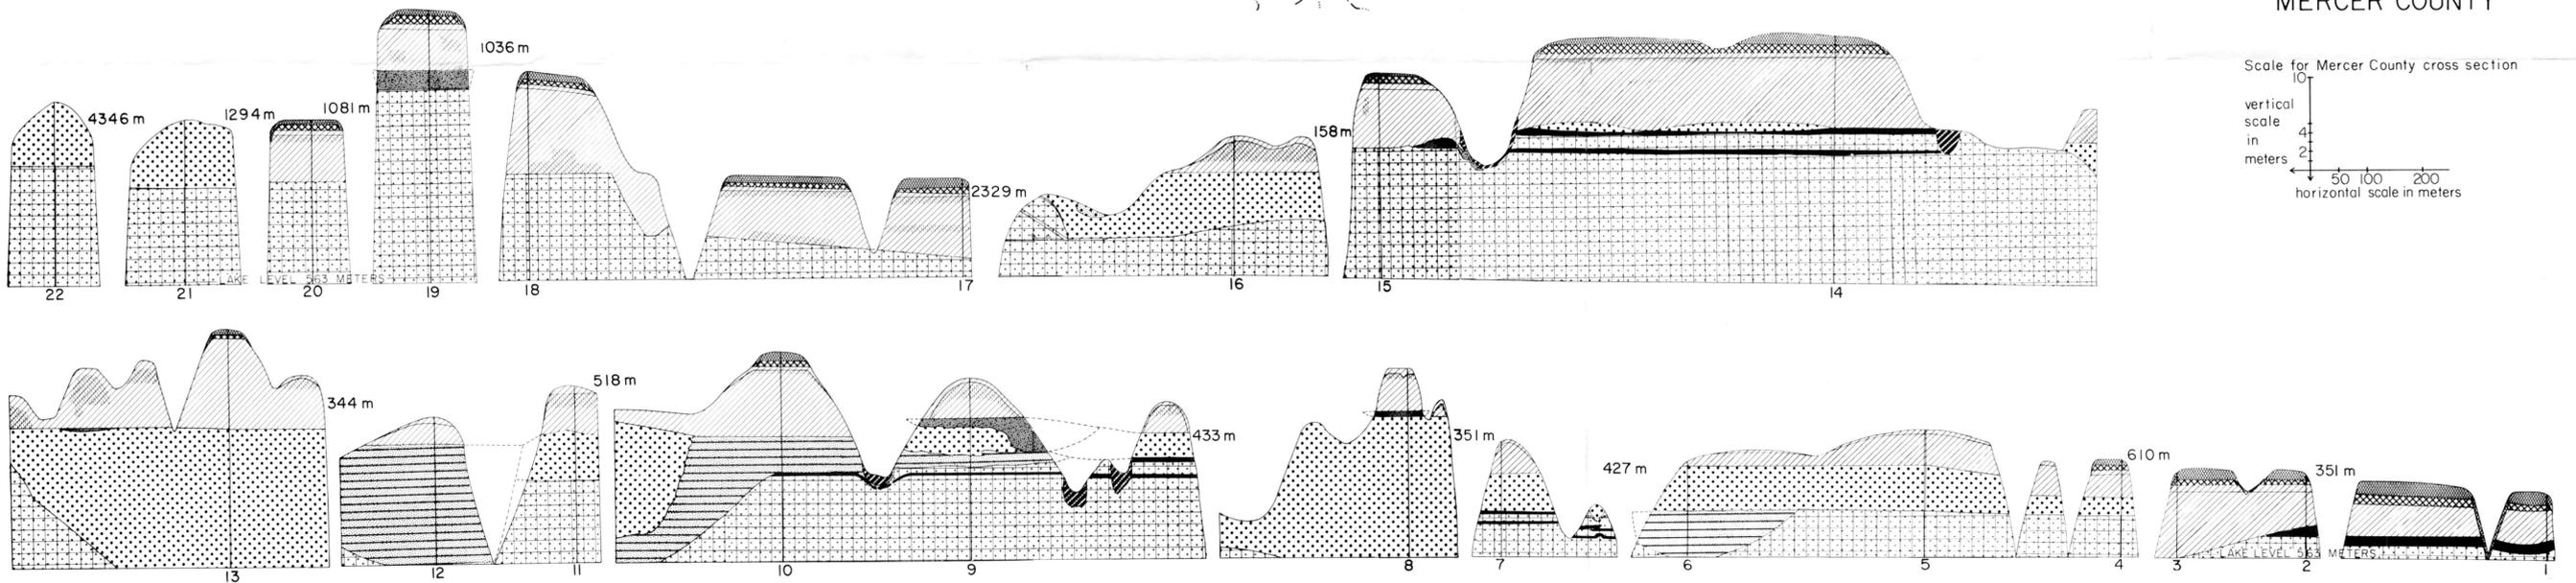 MERCER COUNTY
Scale for Mercer County cross section
10
vertical
scale
in
meters
4
2
50 100 200
horizontal scale in meters
4346 m
1294 m
1081 m
1036 m
2329 m
158 m
LAKE LEVEL 563 METERS
22 21 20 19 18 17 16 15 14
344 m
518 m
433 m
351 m
427 m
610 m
351 m
LAKE LEVEL 563 METERS
13 12 11 10 9 8 7 6 5 4 3 2 1